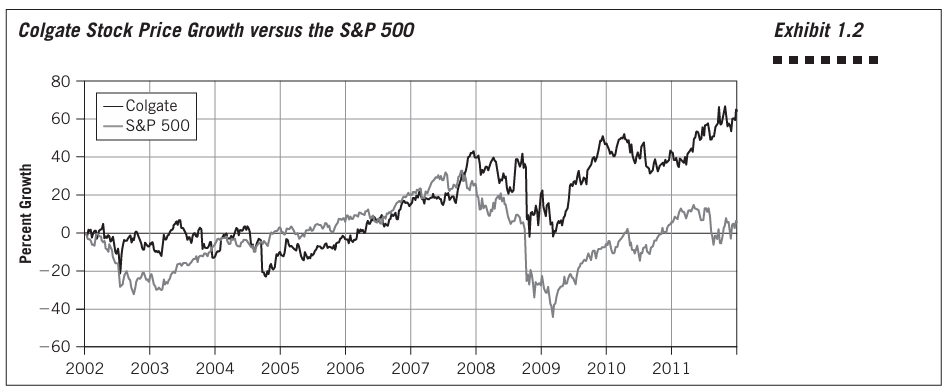 Colgate Stock Price Growth versus the S&P 500
Exhibit 1.2
80
60
40
20
0
−20
−40
−60
Percent Growth
Colgate
S&P 500
2002 2003 2004 2005 2006 2007 2008 2009 2010 2011